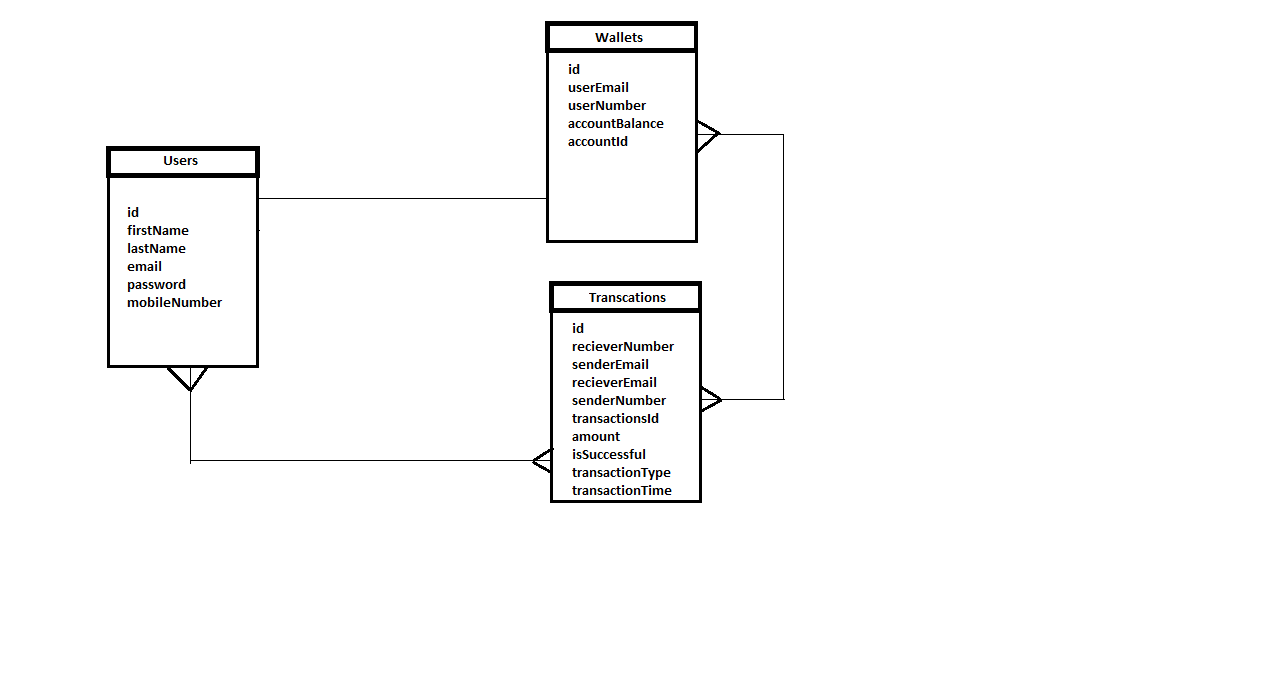 Wallets
id
userEmail
userNumber
accountBalance
accountId
Users
id
firstName
lastName
email
password
mobileNumber
Transcations
id
recieverNumber
senderEmail
recieverEmail
senderNumber
transactionsId
amount
isSuccessful
transactionType
transactionTime